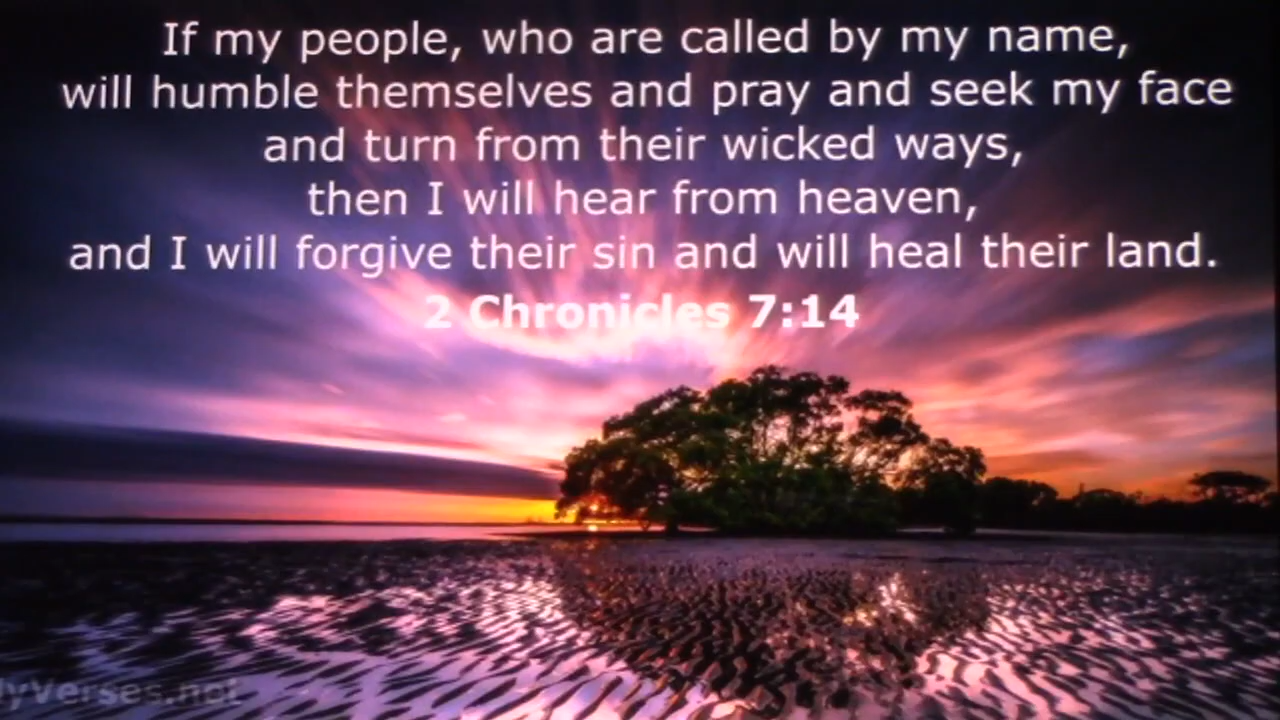 If my people, who are called by my name,
will humble themselves and pray and seek my face
and turn from their wicked ways,
then I will hear from heaven,
and I will forgive their sin and will heal their land.
2 Chronicles 7:14
lyVerses.net